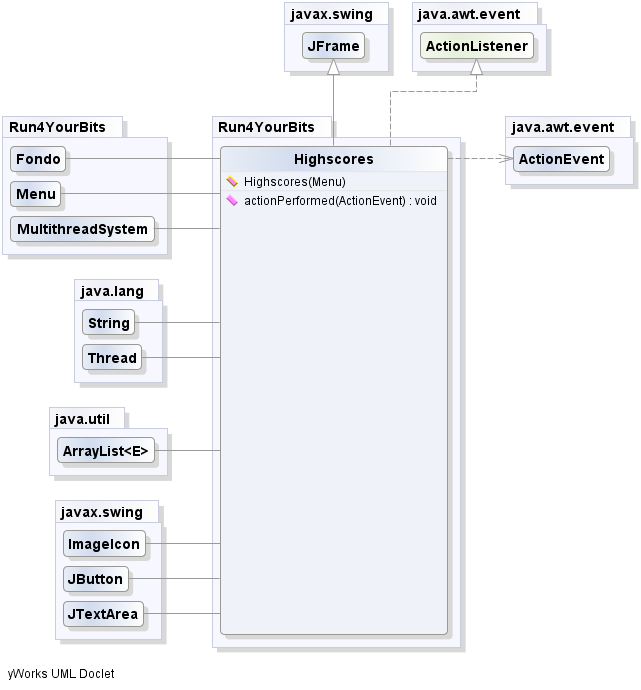 javax.swing
JFrame
java.awt.event
ActionListener
Run4YourBits
Fondo
Menu
MultithreadSystem
Run4YourBits
Highscores
Highscores(Menu)
actionPerformed(ActionEvent) : void
java.awt.event
ActionEvent
java.lang
String
Thread
java.util
ArrayList<E>
javax.swing
ImageIcon
JButton
JTextArea
yWorks UML Doclet